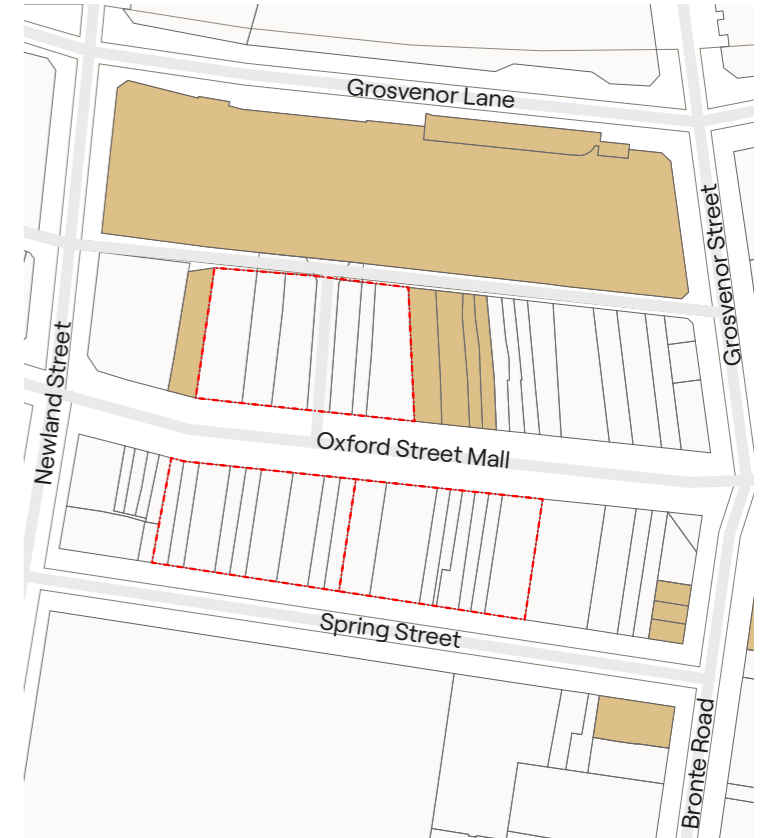 Grosvenor Lane
Grosvenor Street
Newland Street
Oxford Street Mall
Spring Street
Bronte Road